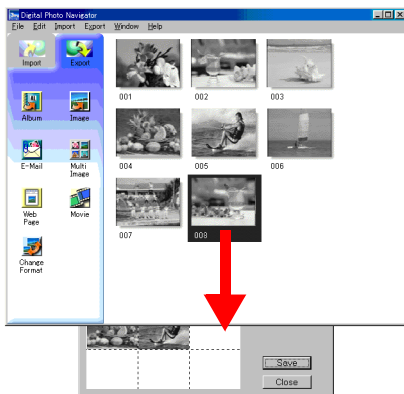 Digital Photo Navigator
File Edit Import Export Window Help
Import Export
001 002 003
Album Image
004 005 006
E-Mail Multi Image
Web Page Movie
007 008
Change Format
Save
Close